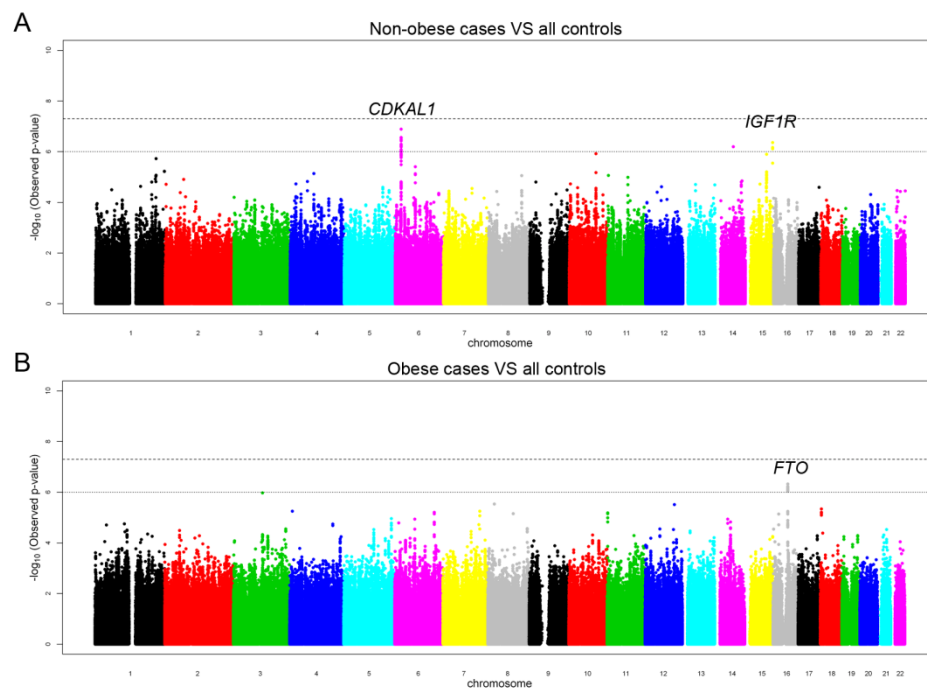 A
Non-obese cases VS all controls
10
8
6
4
2
0
-log10 (Observed p-value)
CDKAL1
IGF1R
1 2 3 4 5 6 7 8 9 10 11 12 13 14 15 16 17 18 19 20 21 22
chromosome
B
Obese cases VS all controls
10
8
6
4
2
0
-log10 (Observed p-value)
FTO
1 2 3 4 5 6 7 8 9 10 11 12 13 14 15 16 17 18 19 20 21 22
chromosome